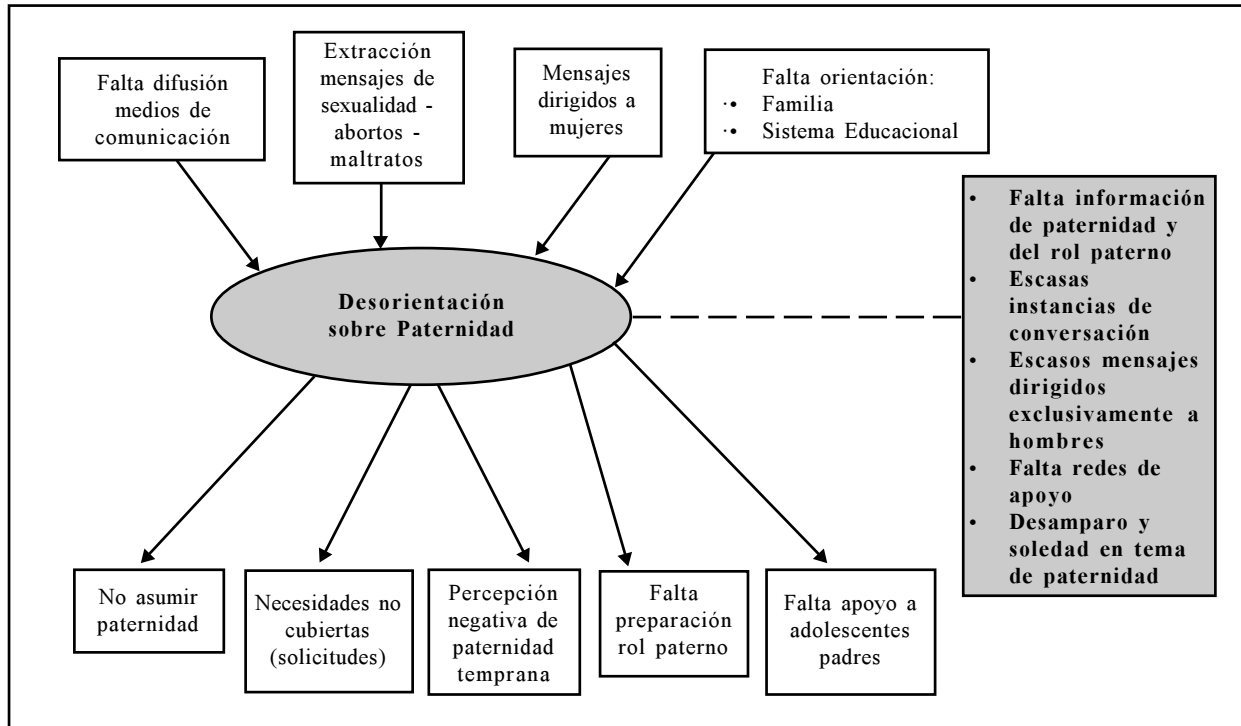 Falta difusión
medios de
comunicación
Extracción
mensajes de
sexualidad -
abortos -
maltratos
Mensajes
dirigidos a
mujeres
Falta orientación:
·• Familia
·• Sistema Educacional
Desorientación
sobre Paternidad
• Falta información
de paternidad y
del rol paterno
• Escasas
instancias de
conversación
• Escasos mensajes
dirigidos
exclusivamente a
hombres
• Falta redes de
apoyo
• Desamparo y
soledad en tema
de paternidad
No asumir
paternidad
Necesidades no
cubiertas
(solicitudes)
Percepción
negativa de
paternidad
temprana
Falta
preparación
rol paterno
Falta apoyo a
adolescentes
padres